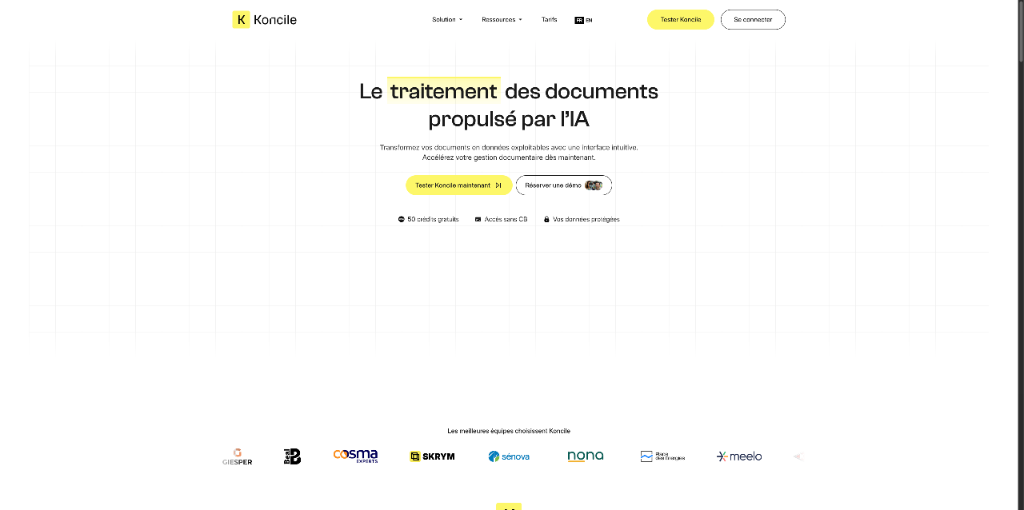 K Koncile
Solution
Ressources
Tarifs
FR EN
Tester Koncile
Se connecter
Le traitement des documents
propulsé par l'IA
Transformez vos documents en données exploitables avec une interface intuitive.
Accélérez votre gestion documentaire dès maintenant.
Tester Koncile maintenant
Réserver une démo
50 crédits gratuits
Accès sans CB
Vos données protégées
Les meilleures équipes choisissent Koncile
GIESPER
Best
cosma
EXPERTS
SKRYM
sénova
nona
meelo